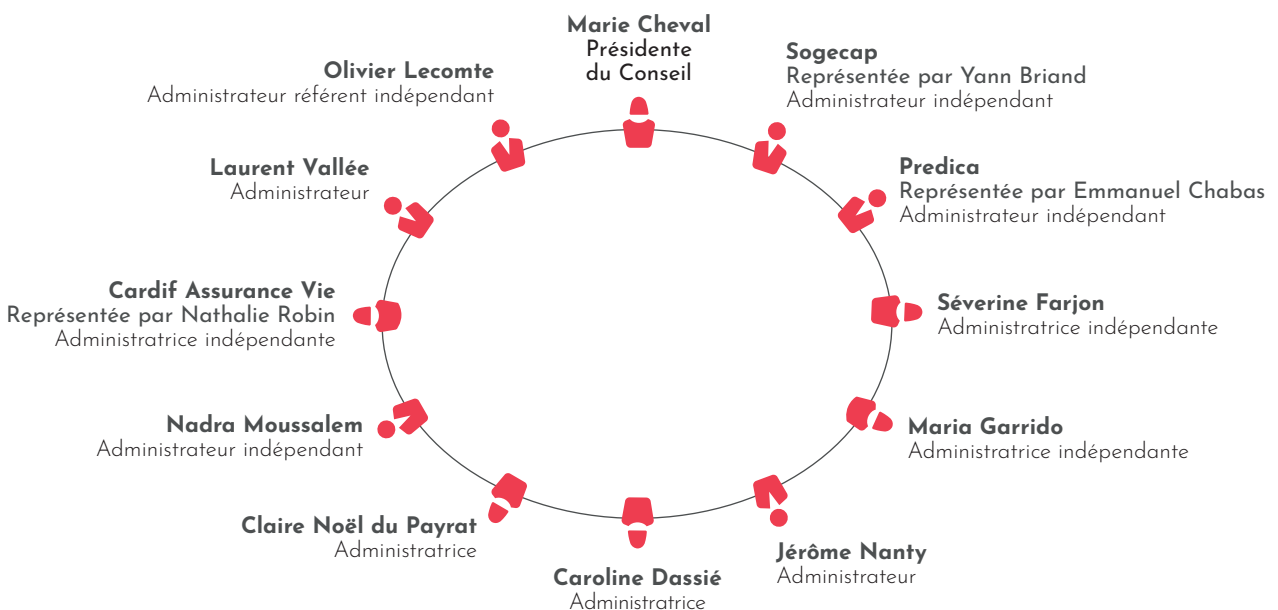 Marie Cheval
Présidente
du Conseil
Sogecap
Représentée par Yann Briand
Administrateur indépendant
Predica
Représentée par Emmanuel Chabas
Administrateur indépendant
Séverine Farjon
Administratrice indépendante
Maria Garrido
Administratrice indépendante
Jérôme Nanty
Administrateur
Caroline Dassié
Administratrice
Claire Noël du Payrat
Administratrice
Nadra Moussalem
Administrateur indépendant
Cardif Assurance Vie
Représentée par Nathalie Robin
Administratrice indépendante
Laurent Vallée
Administrateur
Olivier Lecomte
Administrateur référent indépendant